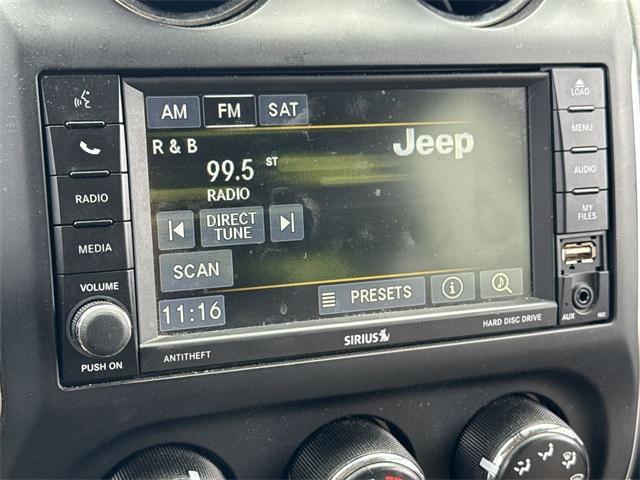 AM FM SAT
R & B
Jeep
99.5 ST
RADIO
DIRECT
TUNE
SCAN
11:16
PRESETS
RADIO
MEDIA
VOLUME
PUSH ON
LOAD
MENU
AUDIO
MY
FILES
AUX
ANTITHEFT
SIRIUS
HARD DISC DRIVE